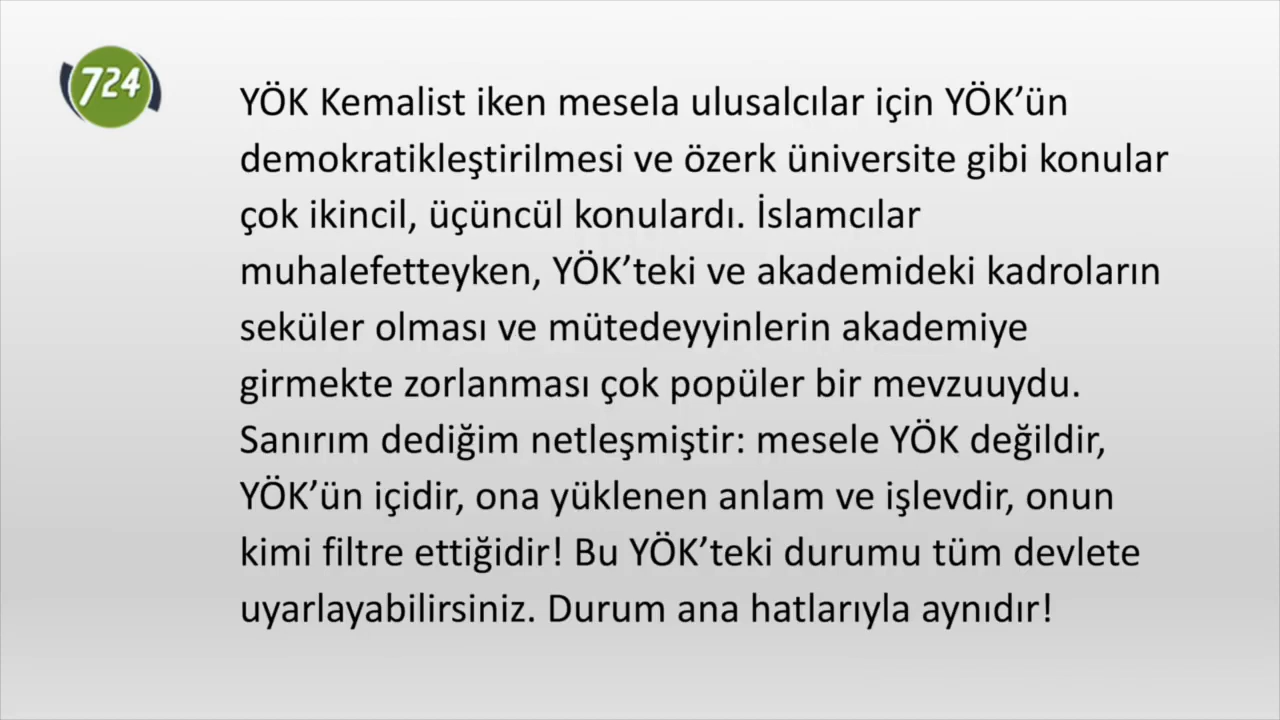 724
YÖK Kemalist iken mesela ulusalcılar için YÖK’ün
demokratikleştirilmesi ve özerk üniversite gibi konular
çok ikincil, üçüncül konulardı. İslamcılar
muhalefetteyken, YÖK’teki ve akademideki kadroların
seküler olması ve mütedeyyinlerin akademiye
girmekte zorlanması çok popüler bir mevzuuydu.
Sanırım dediğim netleşmiştir: mesele YÖK değildir,
YÖK’ün içidir, ona yüklenen anlam ve işlevdir, onun
kimi filtre ettiğidir! Bu YÖK’teki durumu tüm devlete
uyarlayabilirsiniz. Durum ana hatlarıyla aynıdır!